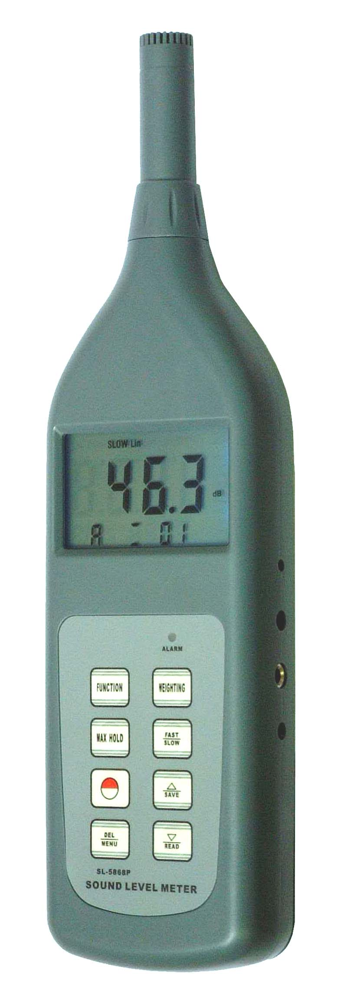 SLOW Lin
46.3 dB
A 01
ALARM
FUNCTION WEIGHTING
MAX HOLD FAST
SLOW
SAVE
DEL
MENU READ
SL-5868P
SOUND LEVEL METER